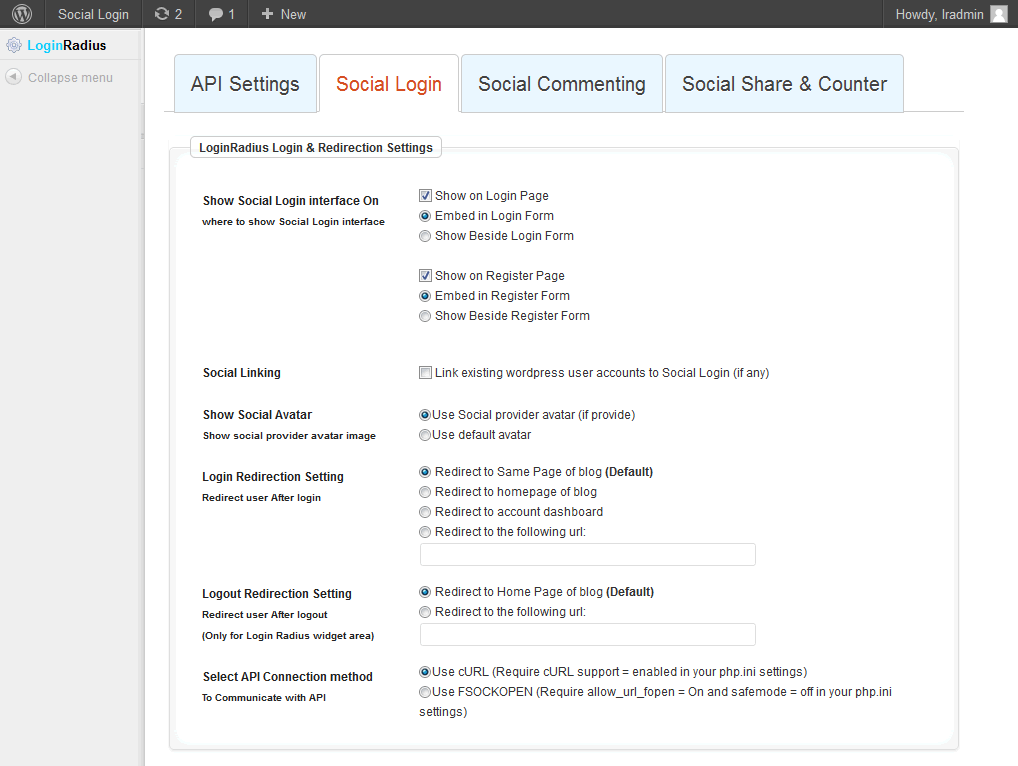 Social Login 2 1 + New Howdy, lradmin
LoginRadius
Collapse menu
API Settings Social Login Social Commenting Social Share & Counter
LoginRadius Login & Redirection Settings
Show Social Login interface On
where to show Social Login interface
Show on Login Page
Embed in Login Form
Show Beside Login Form
Show on Register Page
Embed in Register Form
Show Beside Register Form
Social Linking
Link existing wordpress user accounts to Social Login (if any)
Show Social Avatar
Show social provider avatar image
Use Social provider avatar (if provide)
Use default avatar
Login Redirection Setting
Redirect user After login
Redirect to Same Page of blog (Default)
Redirect to homepage of blog
Redirect to account dashboard
Redirect to the following url:
Logout Redirection Setting
Redirect user After logout
(Only for Login Radius widget area)
Redirect to Home Page of blog (Default)
Redirect to the following url:
Select API Connection method
To Communicate with API
Use cURL (Require cURL support = enabled in your php.ini settings)
Use FSOCKOPEN (Require allow_url_fopen = On and safemode = off in your php.ini
settings)